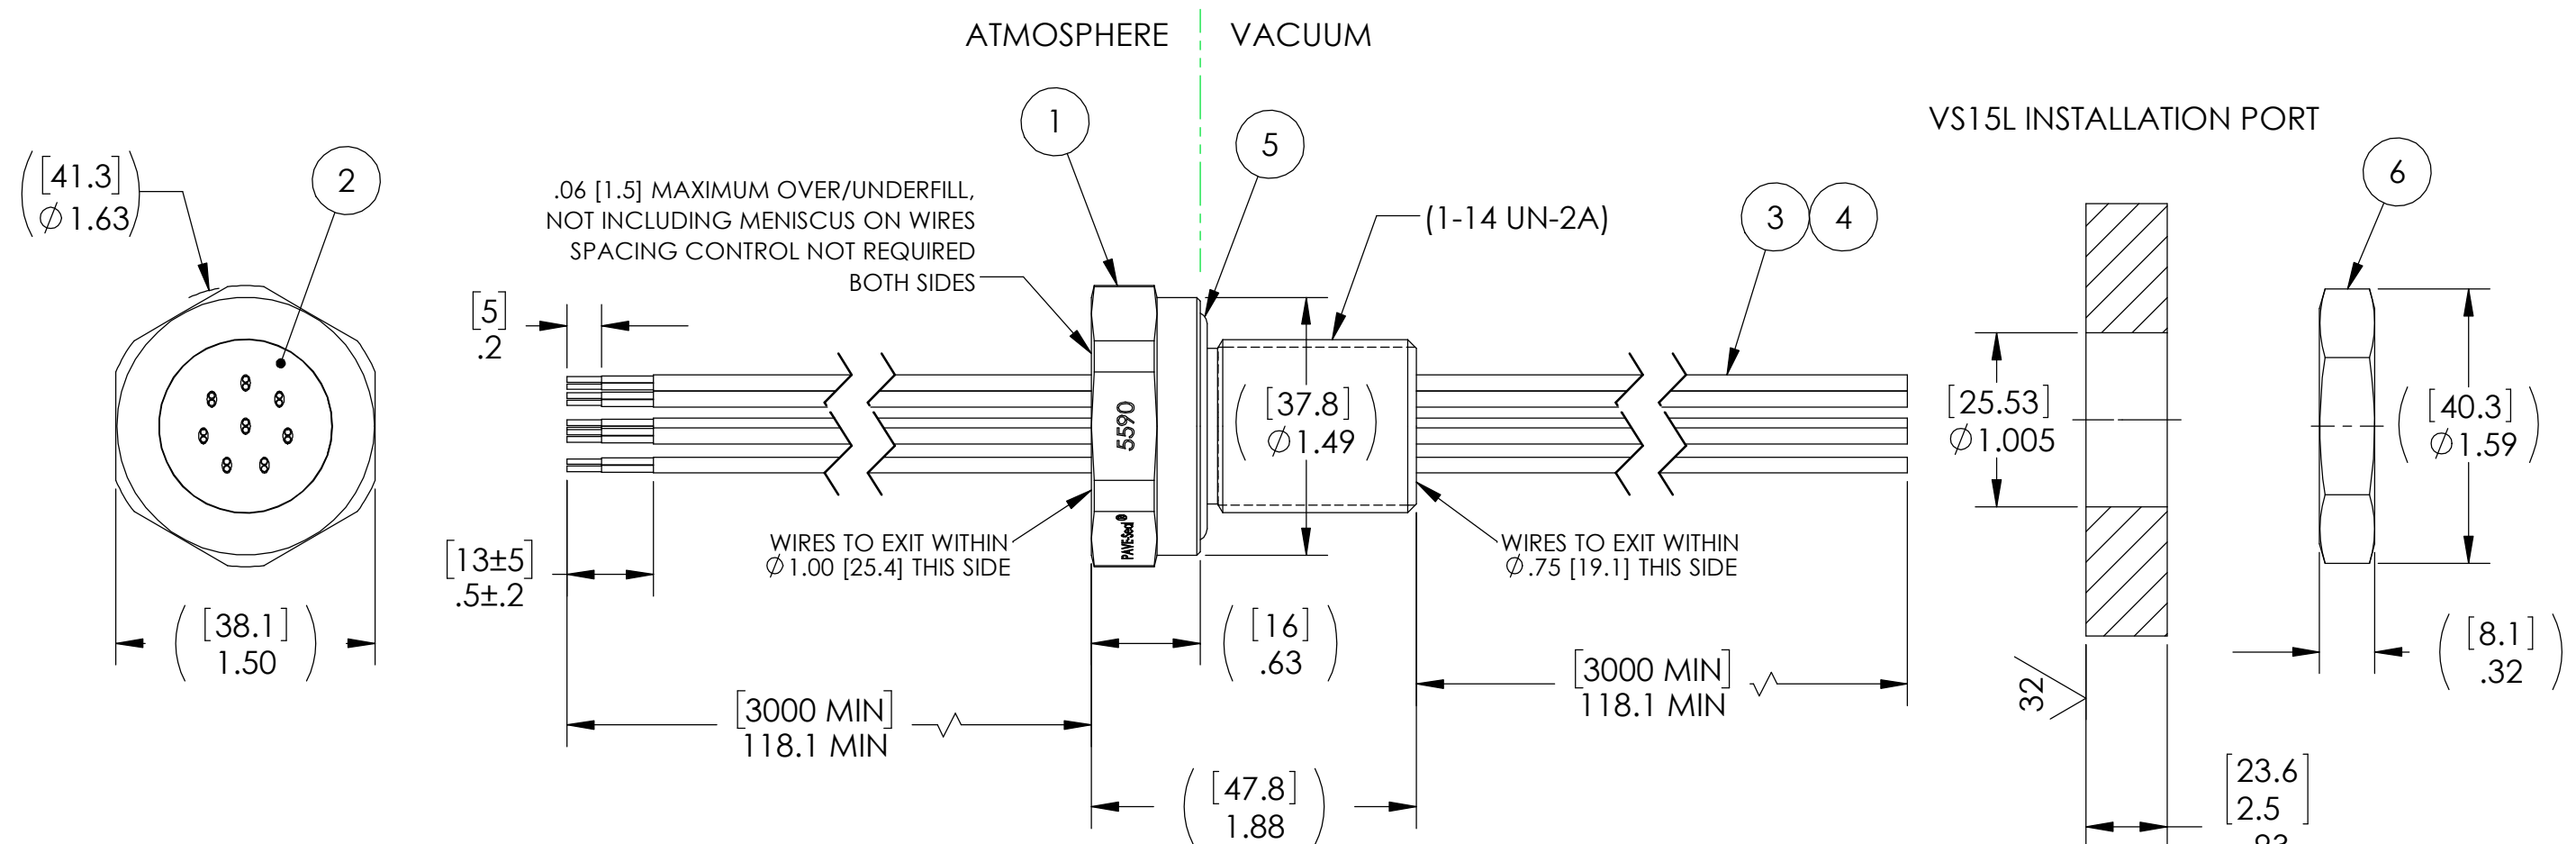 ATMOSPHERE
VACUUM
VS15L INSTALLATION PORT
1
5
2
6
3
4
[41.3]
Ø 1.63
.06 [1.5] MAXIMUM OVER/UNDERFILL,
NOT INCLUDING MENISCUS ON WIRES
SPACING CONTROL NOT REQUIRED
BOTH SIDES
(1-14 UN-2A)
[5]
.2
5590
PAVE-Seal®
([37.8]
Ø 1.49)
[25.53]
Ø 1.005
([40.3]
Ø 1.59)
WIRES TO EXIT WITHIN
Ø 1.00 [25.4] THIS SIDE
WIRES TO EXIT WITHIN
Ø .75 [19.1] THIS SIDE
[13±5]
.5±.2
([38.1]
1.50)
([16]
.63)
[3000 MIN]
118.1 MIN
[3000 MIN]
118.1 MIN
32
([8.1]
.32)
([47.8]
1.88)
[23.6
2.5]